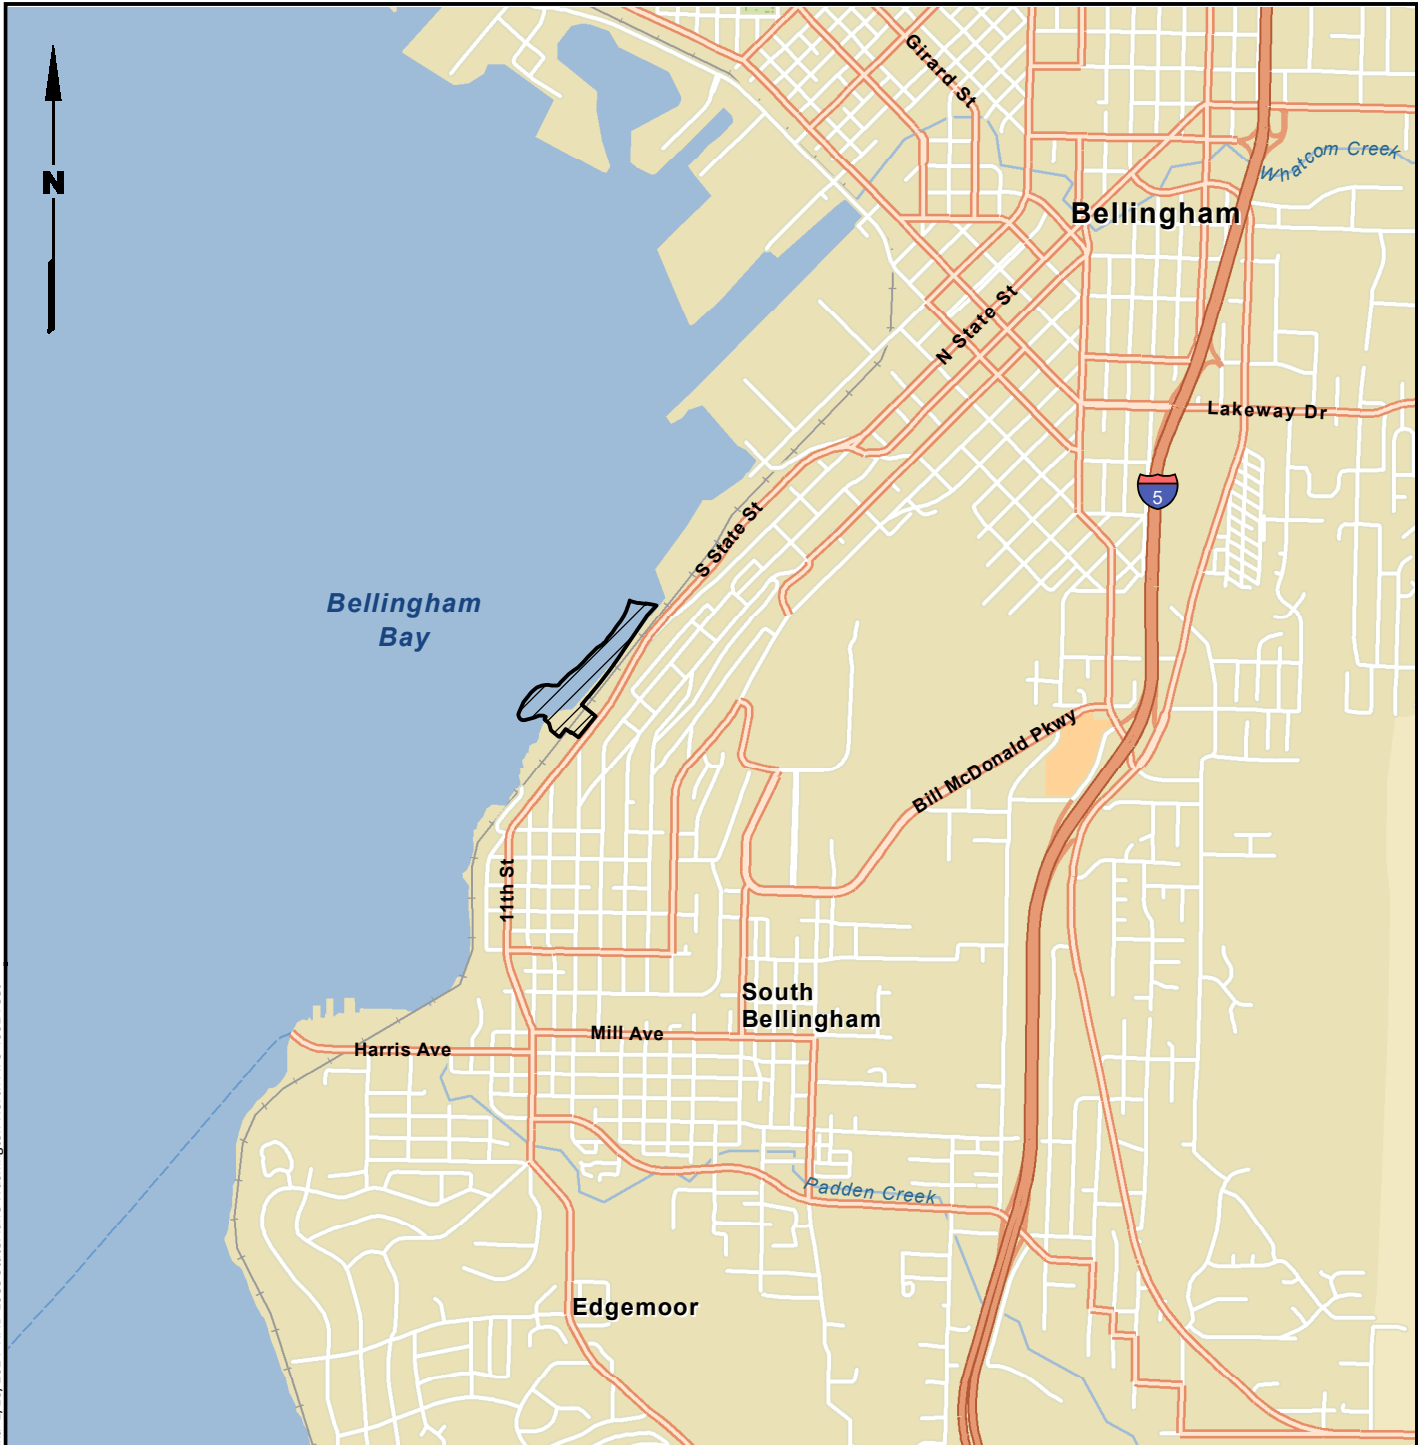 Girard St
N
Whatcom Creek
Bellingham
N State St
Lakeway Dr
5
S State St
Bellingham
Bay
Bill McDonald Pkwy
11th St
South
Bellingham
Mill Ave
Harris Ave
Padden Creek
Edgemoor